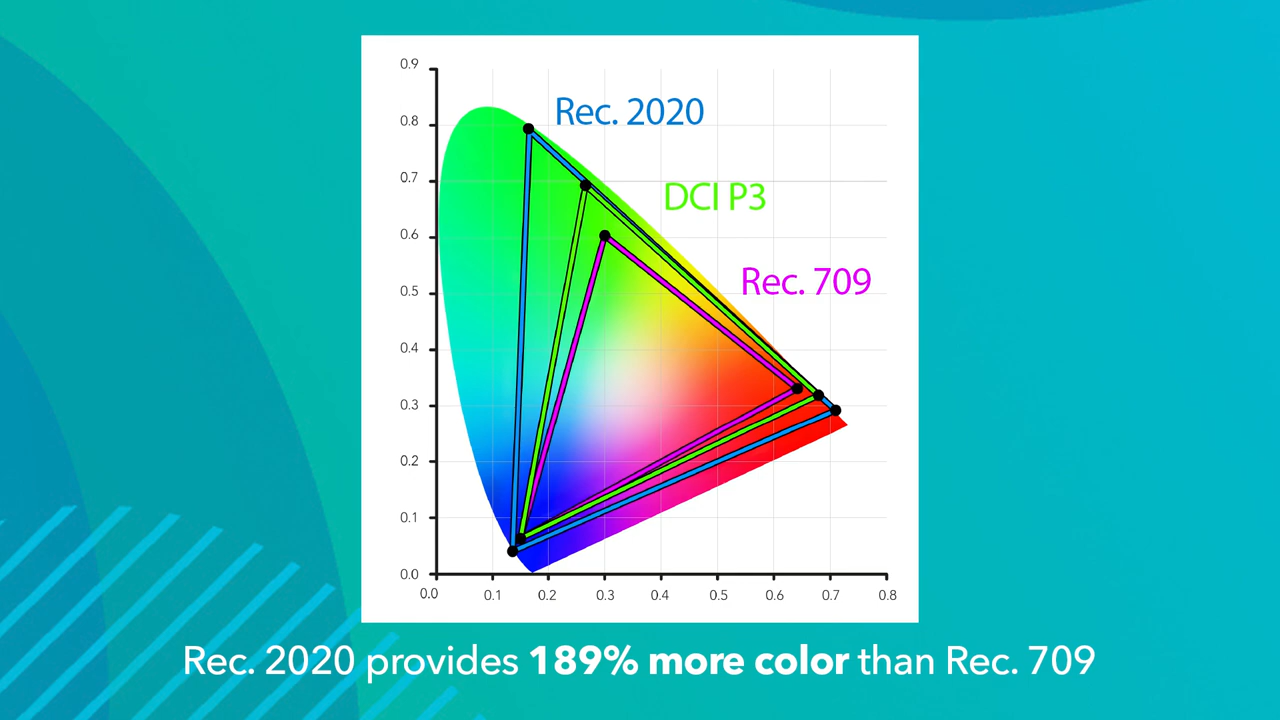 0.9
Rec. 2020
0.8
0.7
DCI P3
0.6
Rec. 709
0.5
0.4
0.3
0.2
0.1
0.0
0.0 0.1 0.2 0.3 0.4 0.5 0.6 0.7 0.8
Rec. 2020 provides 189% more color than Rec. 709